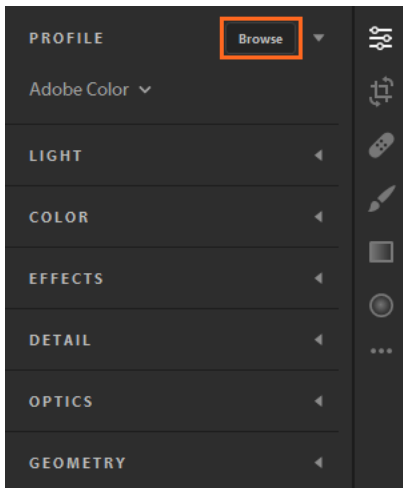 PROFILE Browse
Adobe Color
LIGHT
COLOR
EFFECTS
DETAIL
OPTICS
GEOMETRY